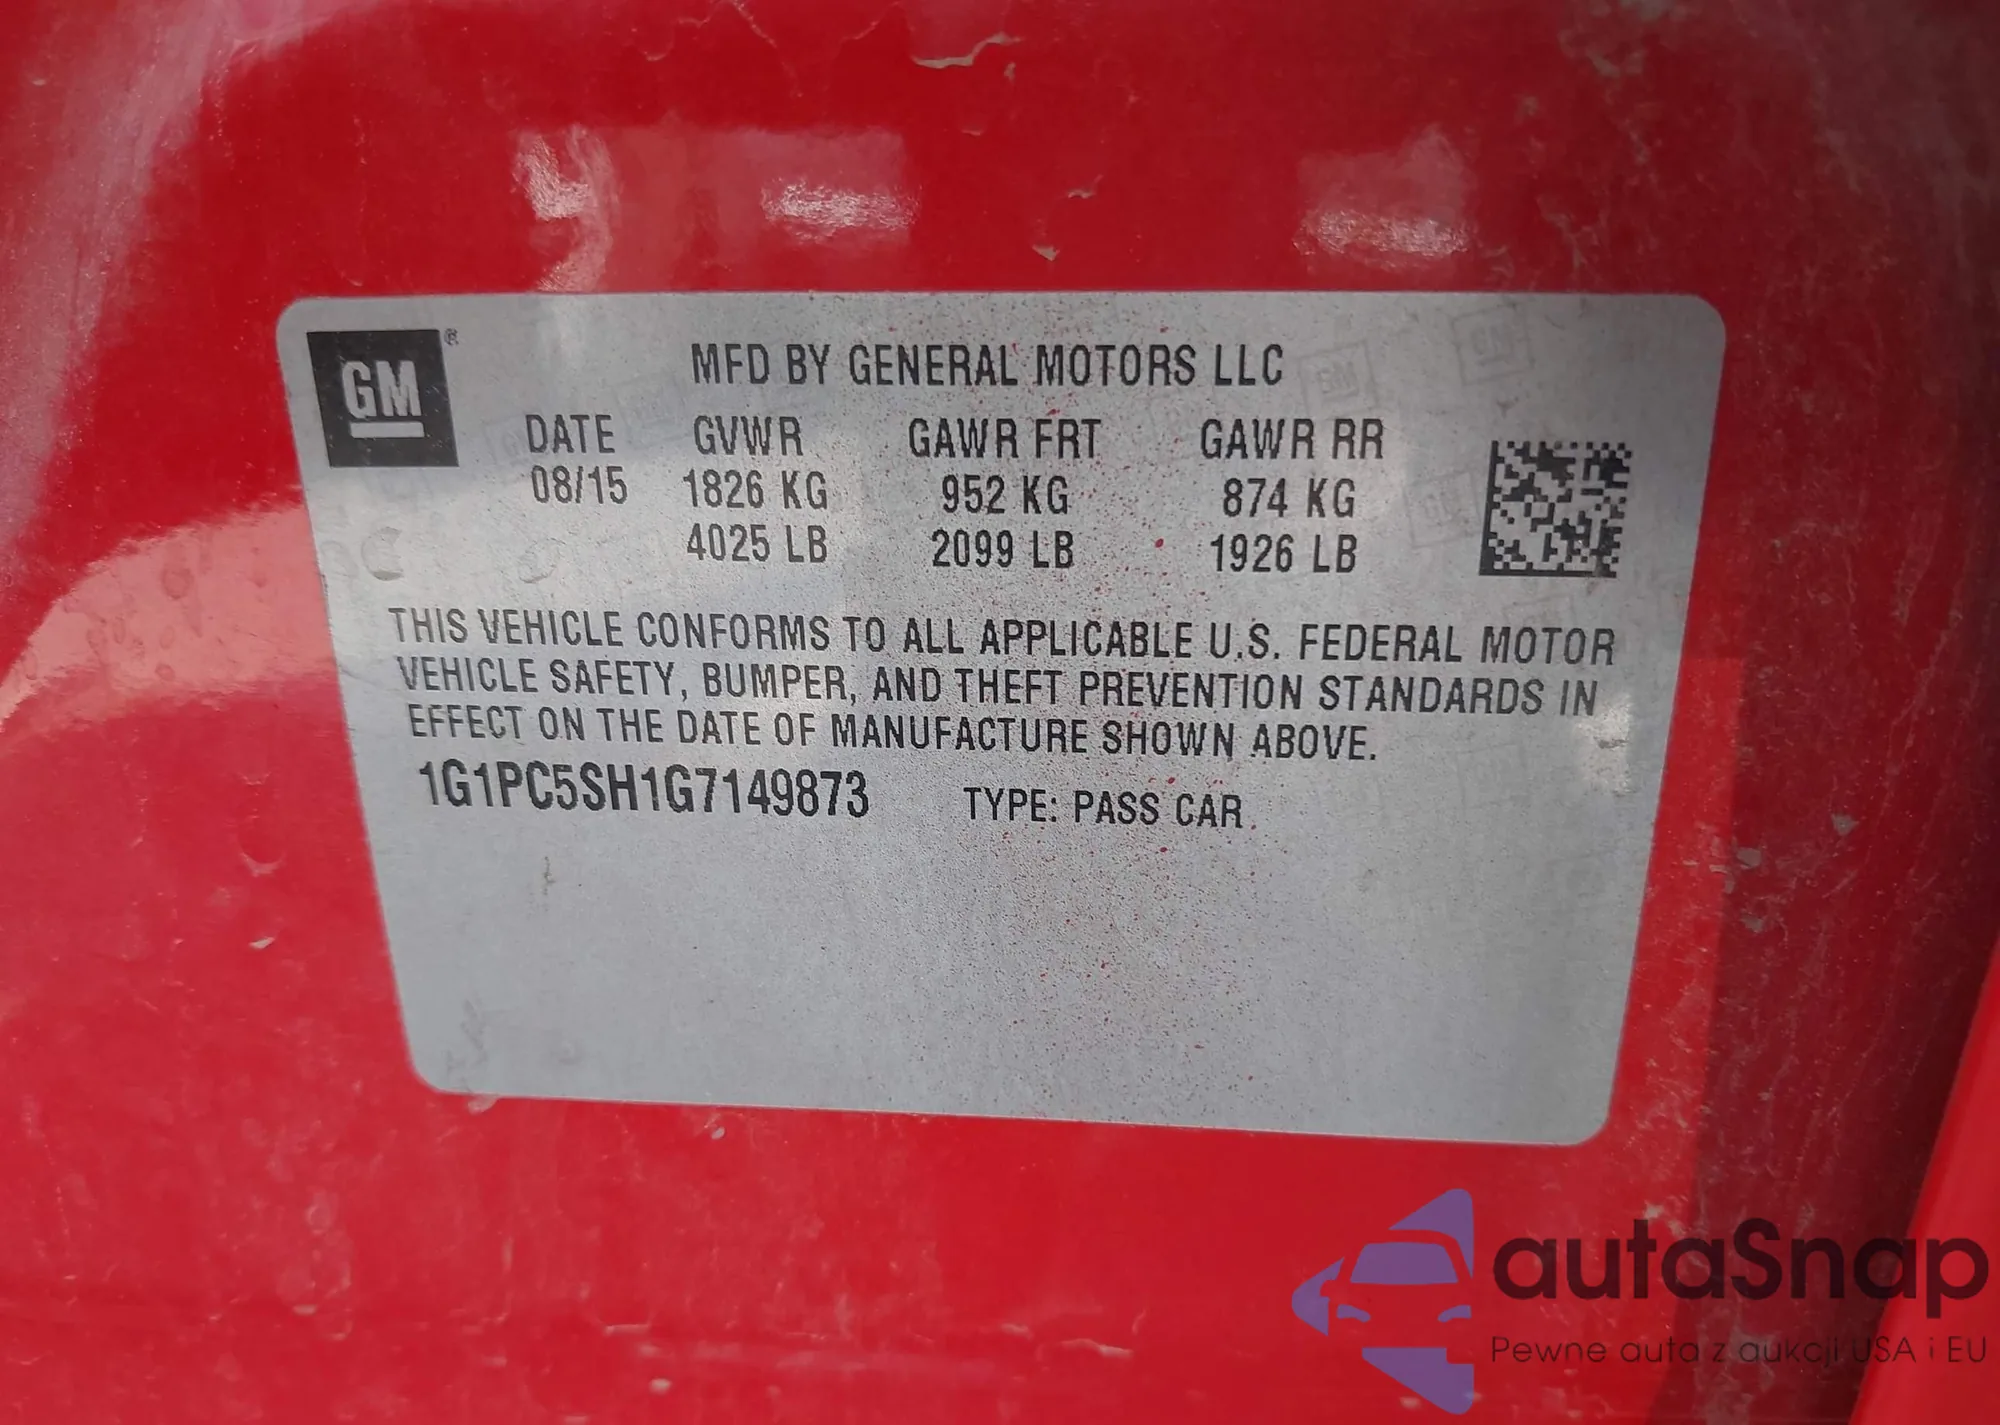 GM®
MFD BY GENERAL MOTORS LLC
DATE GVWR GAWR FRT GAWR RR
08/15 1826 KG 952 KG 874 KG
4025 LB 2099 LB 1926 LB
THIS VEHICLE CONFORMS TO ALL APPLICABLE U.S. FEDERAL MOTOR
VEHICLE SAFETY, BUMPER, AND THEFT PREVENTION STANDARDS IN
EFFECT ON THE DATE OF MANUFACTURE SHOWN ABOVE.
1G1PC5SH1G7149873 TYPE: PASS CAR
autaSnap
Pewne auta z aukcji USA i EU